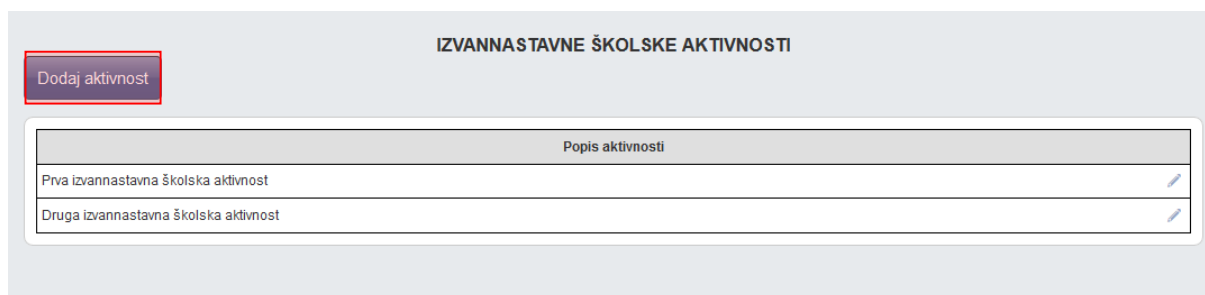 IZVANNASTAVNE ŠKOLSKE AKTIVNOSTI
Dodaj aktivnost
Popis aktivnosti
Prva izvannastavna školska aktivnost
Druga izvannastavna školska aktivnost